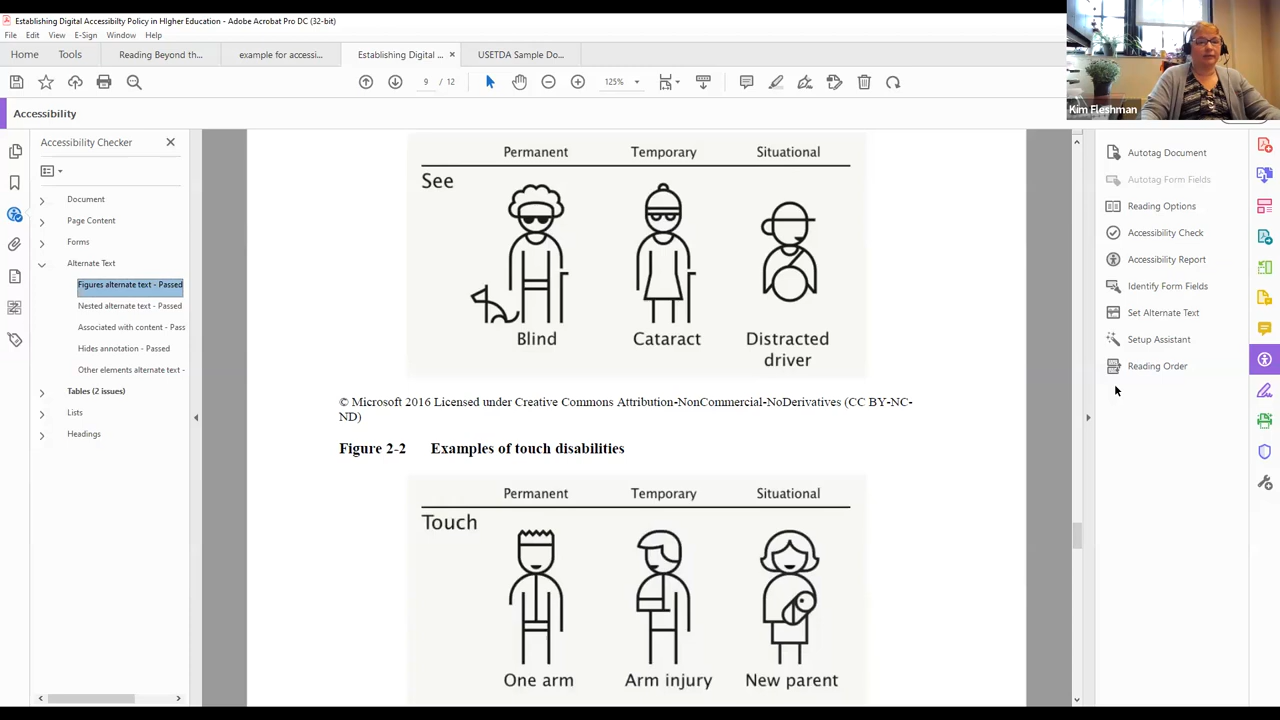 Establishing Digital Accessibilty Policy in HIgher Education - Adobe Acrobat Pro DC (32-bit)
File Edit View E-Sign Window Help
Home Tools Reading Beyond th... example for accessi... Establishing Digital ... × USETDA Sample Do...
9 / 12 125%
Kim Fleshman
Accessibility
Accessibility Checker
Document
Page Content
Forms
Alternate Text
Figures alternate text - Passed
Nested alternate text - Passed
Associated with content - Pass
Hides annotation - Passed
Other elements alternate text -
Tables (2 issues)
Lists
Headings
Permanent Temporary Situational
See
Blind Cataract Distracted
driver
© Microsoft 2016 Licensed under Creative Commons Attribution-NonCommercial-NoDerivatives (CC BY-NC-
ND)
Figure 2-2 Examples of touch disabilities
Permanent Temporary Situational
Touch
One arm Arm injury New parent
Autotag Document
Autotag Form Fields
Reading Options
Accessibility Check
Accessibility Report
Identify Form Fields
Set Alternate Text
Setup Assistant
Reading Order